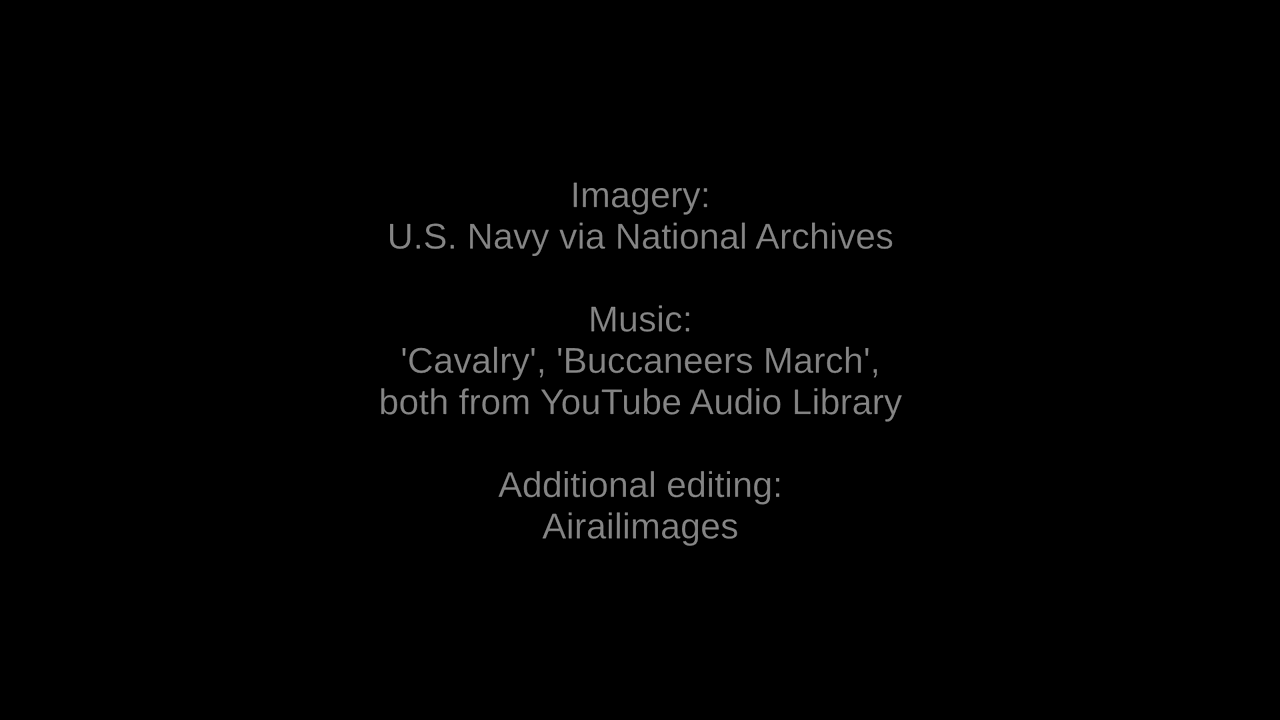 Imagery:
U.S. Navy via National Archives
Music:
'Cavalry', 'Buccaneers March',
both from YouTube Audio Library
Additional editing:
Airailimages